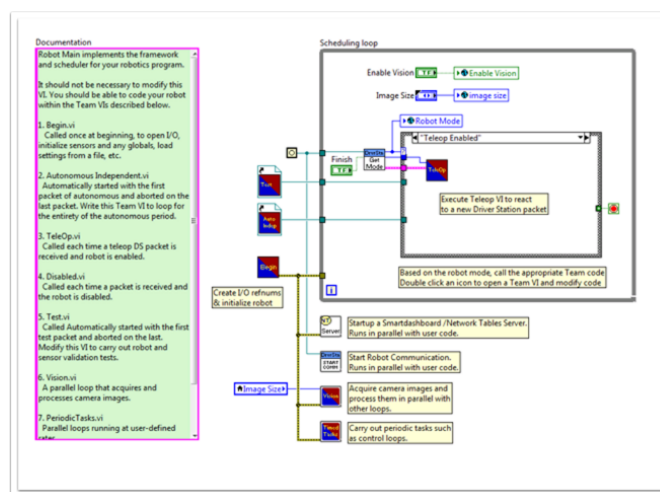 Documentation
Robot Main implements the framework
and scheduler for your robotics program.
It should not be necessary to modify this
VI. You should be able to code your robot
within the Team VIs described below.
1. Begin.vi
Called once at beginning, to open I/O,
initialize sensors and any globals, load
settings from a file, etc.
2. Autonomous Independent.vi
Automatically started with the first
packet of autonomous and aborted on the
last packet. Write this Team VI to loop for
the entirety of the autonomous period.
3. TeleOp.vi
Called each time a teleop DS packet is
received and robot is enabled.
4. Disabled.vi
Called each time a packet is received and
the robot is disabled.
5. Test.vi
Called Automatically started with the first
test packet and aborted on the last.
Modify this VI to carry out robot and
sensor validation tests.
6. Vision.vi
A parallel loop that acquires and
processes camera images.
7. PeriodicTasks.vi
Parallel loops running at user-defined
rates
Scheduling loop
Enable Vision
TF
Enable Vision
Image Size
image size
Robot Mode
"Teleop Enabled"
Finish
TF
Get
Mode
TeleOp
Test
Auto
Indep
Begin
Execute Teleop VI to react
to a new Driver Station packet
Based on the robot mode, call the appropriate Team code
Double click an icon to open a Team VI and modify code
i
Create I/O refnums
& initialize robot
Server
Startup a Smartdashboard /Network Tables Server.
Runs in parallel with user code.
START
COMM
Start Robot Communication.
Runs in parallel with user code.
Image Size
Vision
Acquire camera images and
process them in parallel with
other loops.
Timed
Tasks
Carry out periodic tasks such
as control loops.